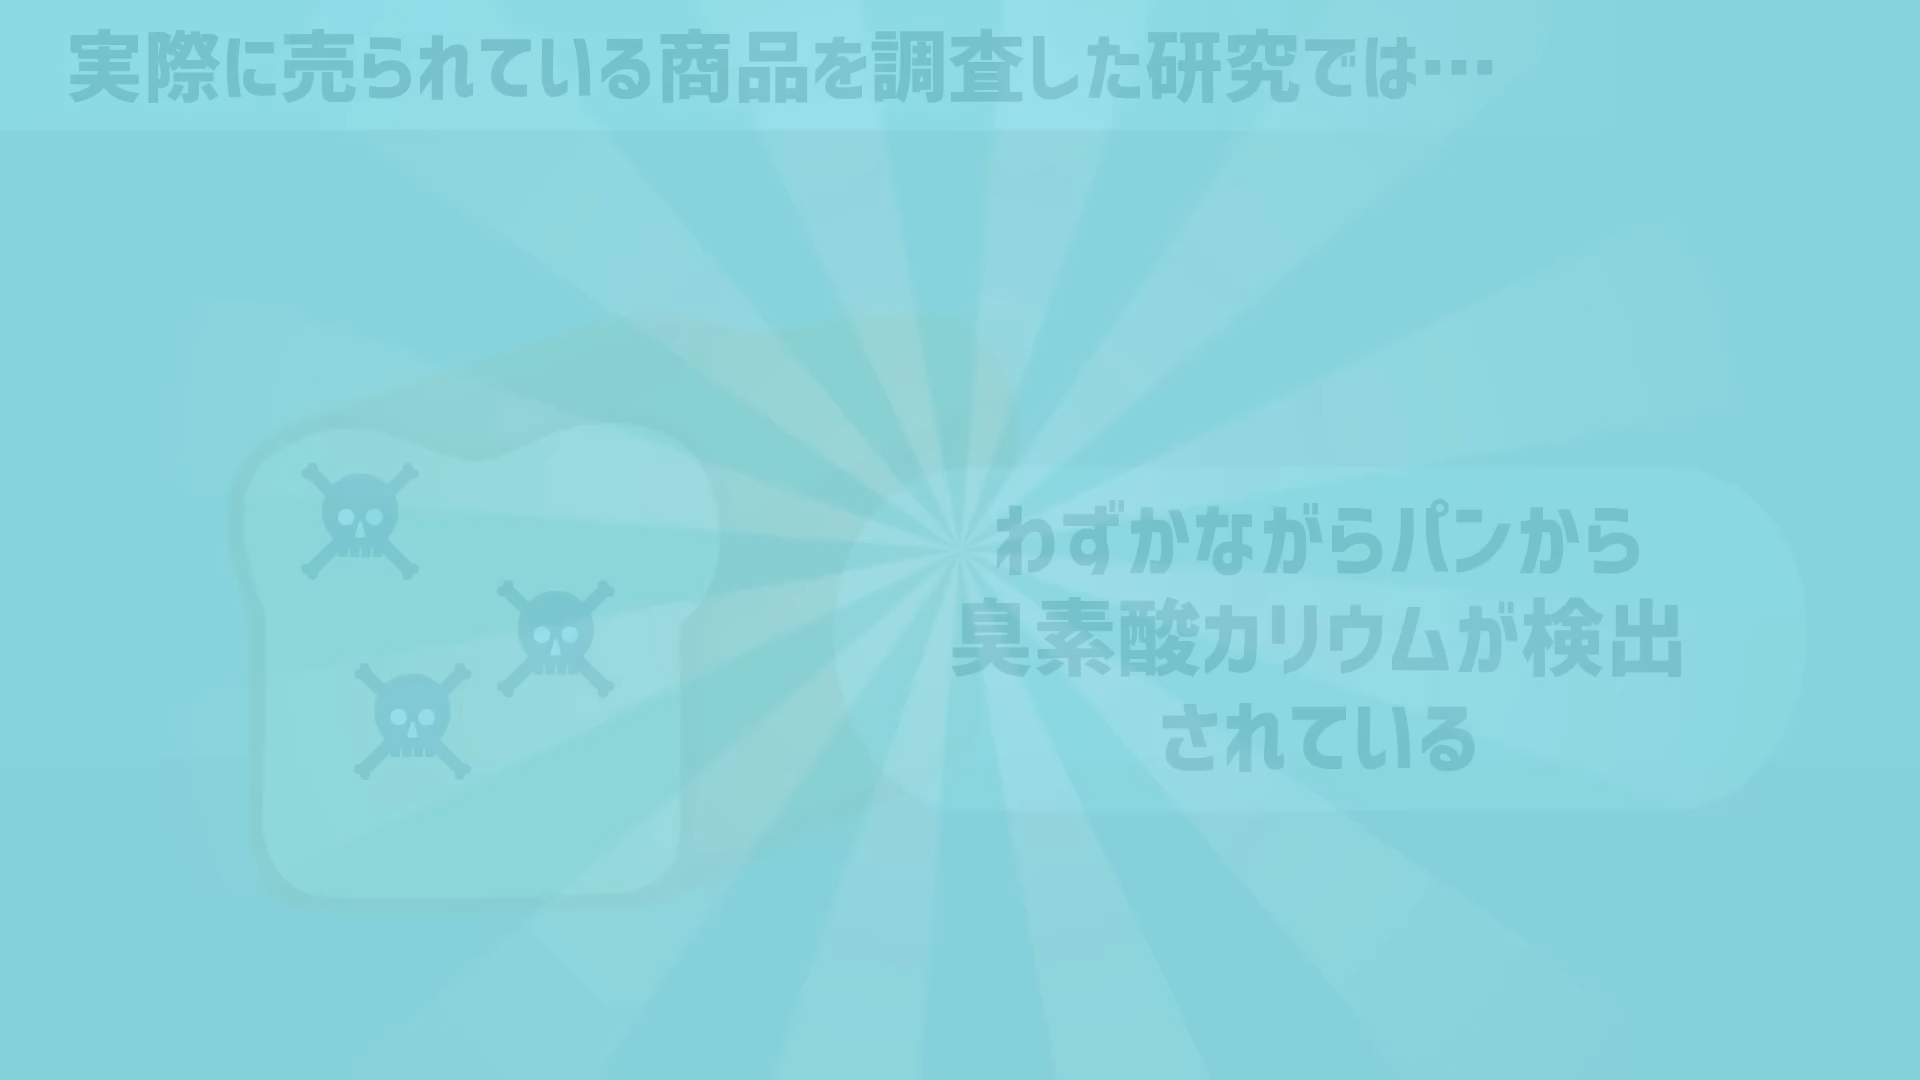 実際に売られている商品を調査した研究では…
わずかながらパンから
臭素酸カリウムが検出
されている